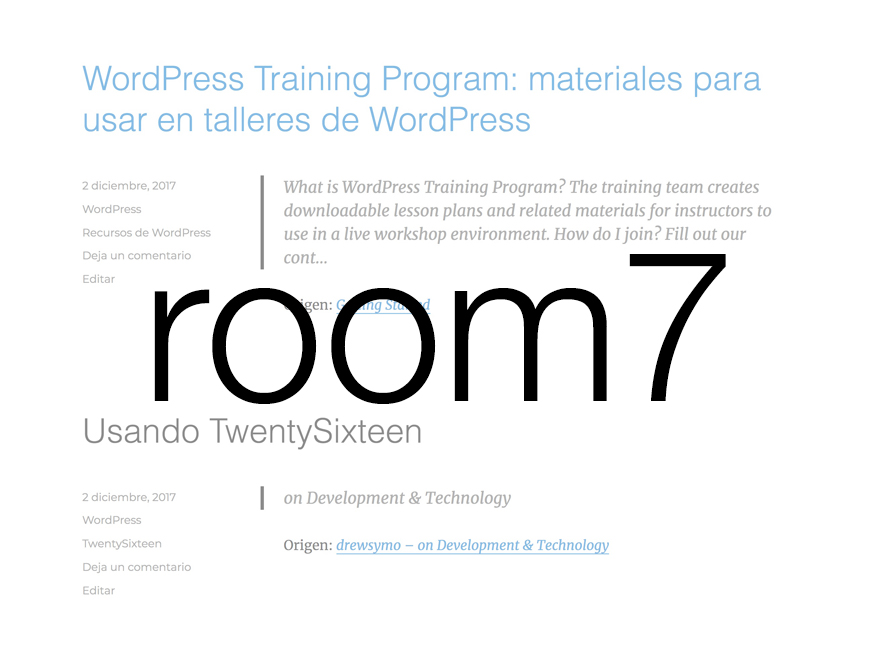 WordPress Training Program: materiales para
usar en talleres de WordPress
2 diciembre, 2017
WordPress
Recursos de WordPress
Deja un comentario
Editar
What is WordPress Training Program? The training team creates
downloadable lesson plans and related materials for instructors to
use in a live workshop environment. How do I join? Fill out our
cont...
Origen: Getting Started
room7
Usando TwentySixteen
2 diciembre, 2017
WordPress
TwentySixteen
Deja un comentario
Editar
on Development & Technology
Origen: drewsymo – on Development & Technology